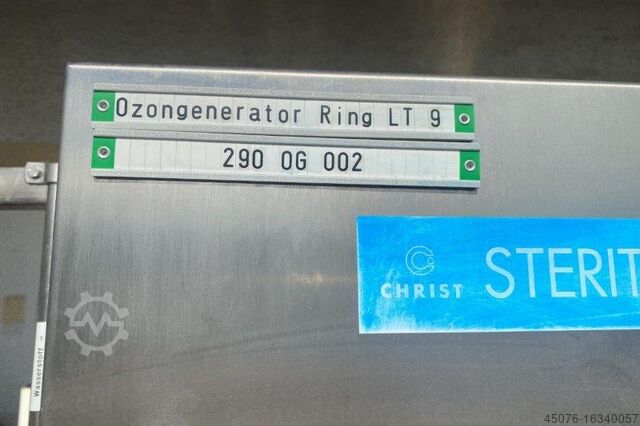 Ozongenerator Ring LT 9
290 OG 002
CHRIST STERIT
Wasserstoff →
45076-16340057